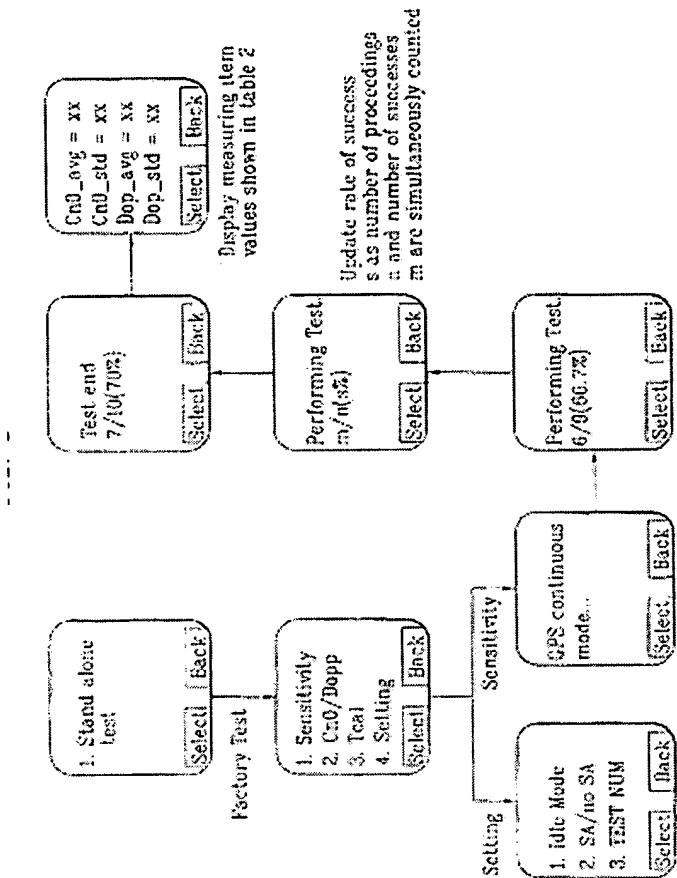 1. Stand alone
test
Select Back
Factory Test
1. Sensitivity
2. Cn0/Dopp
3. Tcal
4. Setting
Select Back
Setting
Sensitivity
1. Idle Mode
2. SA/no SA
3. TEST NUM
Select Back
GPS continuous
mode...
Select Back
Performing Test.
6/9(66.7%)
Select Back
Performing Test.
m/n(s%)
Select Back
Update rate of success
s as number of proceedings
n and number of successes
m are simultaneously counted
Test end
7/10(70%)
Select Back
Cn0_avg = xx
Cn0_std = xx
Dop_avg = xx
Dop_std = xx
Select Back
Display measuring item
values shown in table 2